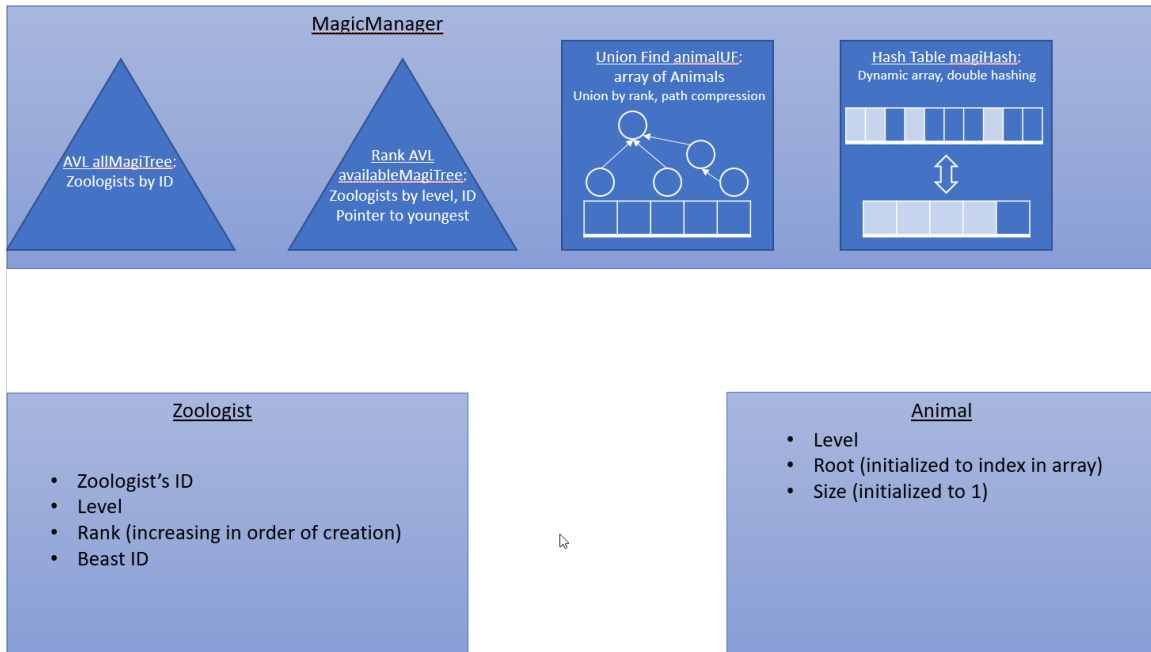 MagicManager
AVL allMagiTree:
Zoologists by ID
Rank AVL
availableMagiTree:
Zoologists by level, ID
Pointer to youngest
Union Find animalUF:
array of Animals
Union by rank, path compression
Hash Table magiHash:
Dynamic array, double hashing
Zoologist
• Zoologist’s ID
• Level
• Rank (increasing in order of creation)
• Beast ID
Animal
• Level
• Root (initialized to index in array)
• Size (initialized to 1)